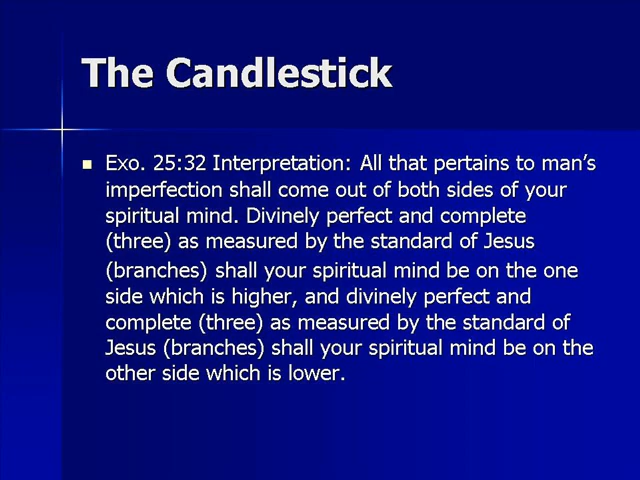 The Candlestick
Exo. 25:32 Interpretation: All that pertains to man's
imperfection shall come out of both sides of your
spiritual mind. Divinely perfect and complete
(three) as measured by the standard of Jesus
(branches) shall your spiritual mind be on the one
side which is higher, and divinely perfect and
complete (three) as measured by the standard of
Jesus (branches) shall your spiritual mind be on the
other side which is lower.